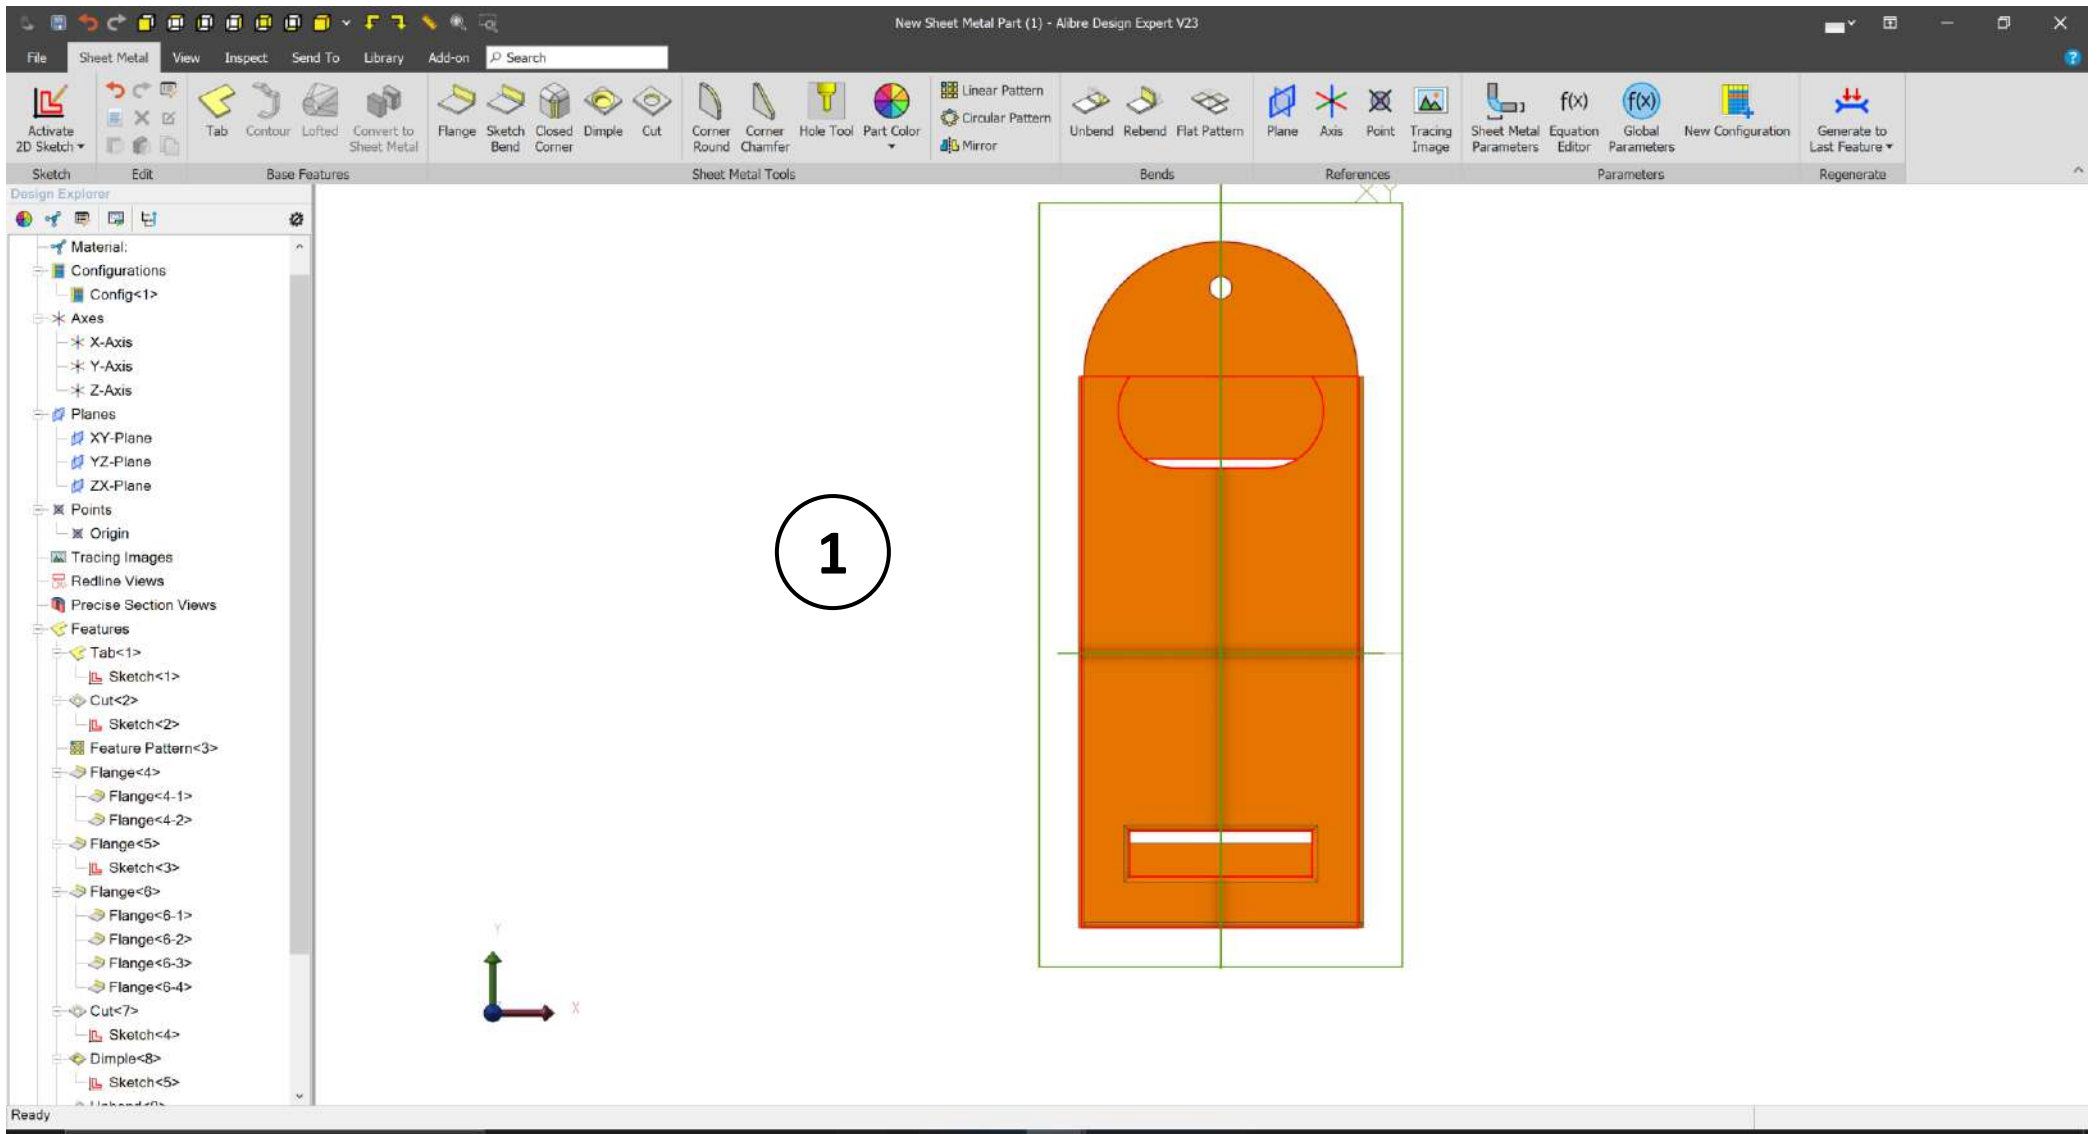 New Sheet Metal Part (1) - Alibre Design Expert V23
File Sheet Metal View Inspect Send To Library Add-on Search
Activate 2D Sketch
Tab Contour Lofted Convert to Sheet Metal
Flange Sketch Bend Closed Corner Dimple Cut
Corner Round Corner Chamfer Hole Tool Part Color
Linear Pattern
Circular Pattern
Mirror
Unbend Rebend Flat Pattern
Plane Axis Point Tracing Image
Sheet Metal Parameters Equation Editor Global Parameters New Configuration
f(x) f(x)
Generate to Last Feature
Sketch Edit Base Features Sheet Metal Tools Bends References Parameters Regenerate
Design Explorer
Material:
Configurations
Config<1>
Axes
X-Axis
Y-Axis
Z-Axis
Planes
XY-Plane
YZ-Plane
ZX-Plane
Points
Origin
Tracing Images
Redline Views
Precise Section Views
Features
Tab<1>
Sketch<1>
Cut<2>
Sketch<2>
Feature Pattern<3>
Flange<4>
Flange<4-1>
Flange<4-2>
Flange<5>
Sketch<3>
Flange<6>
Flange<6-1>
Flange<6-2>
Flange<6-3>
Flange<6-4>
Cut<7>
Sketch<4>
Dimple<8>
Sketch<5>
XY
1
Y
X
Ready